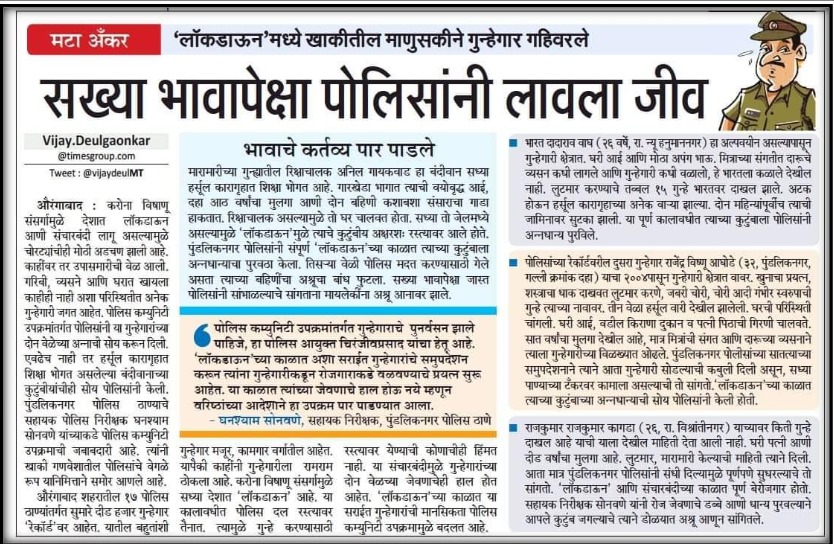 मटा अँकर
'लॉकडाऊन'मध्ये खाकीतील माणुसकीने गुन्हेगार गहिवरले
सख्या भावापेक्षा पोलिसांनी लावला जीव
Vijay.Deulgaonkar
@timesgroup.com
Tweet : @vijaydeulMT
औरंगाबाद : करोना विषाणू
संसर्गामुळे देशात लॉकडाऊन
आणी संचारबंदी लागू असल्यामुळे
चोरट्यांचीही मोठी अडचण झाली आहे.
काहींवर तर उपासमारीची वेळ आली.
गरिबी, व्यसने आणि घरात खायला
काहीही नाही अशा परिस्थितीत अनेक
गुन्हेगारी जगत आहेत. पोलिस कम्युनिटी
उपक्रमांतर्गत पोलिसांनी या गुन्हेगारांच्या
दोन वेळेच्या अन्नाची सोय करून दिली.
एवढेच नाही तर हर्सूल कारागृहात
शिक्षा भोगत असलेल्या बंदीवानाच्या
कुटुंबीयांचीही सोय पोलिसांनी केली.
पुंडलिकनगर पोलिस ठाण्याचे
सहायक पोलिस निरीक्षक घनश्याम
सोनवणे यांच्याकडे पोलिस कम्युनिटी
उपक्रमाची जवाबदारी आहे. त्यांनी
खाकी गणवेशातील पोलिसांचे वेगळे
रूप यानिमित्ताने समोर आणले आहे.
औरंगाबाद शहरातील १७ पोलिस
ठाण्यांतर्गत सुमारे दीड हजार गुन्हेगार
'रेकॉर्ड'वर आहेत. यातील बहुतांशी
भावाचे कर्तव्य पार पाडले
मारामारीच्या गुन्ह्यातील रिक्षाचालक अनिल गायकवाड हा बंदीवान सध्या
हर्सूल कारागृहात शिक्षा भोगत आहे. गारखेडा भागात त्याची वयोवृद्ध आई,
दहा आठ वर्षाचा मुलगा आणी दोन बहिणी कशाबशा संसाराचा गाडा
हाकतात. रिक्षाचालक असल्यामुळे तो घर चालवत होता. सध्या तो जेलमध्ये
असल्यामुळे 'लॉकडाऊन'मुळे त्याचे कुटुंबीय अक्षरशः रस्त्यावर आले होते.
पुंडलिकनगर पोलिसांनी संपूर्ण 'लॉकडाऊन'च्या काळात त्याच्या कुटुंबाला
अन्नधान्याचा पुरवठा केला. तिसऱ्या वेळी पोलिस मदत करण्यासाठी गेले
असता त्याच्या बहिणींचा अश्रूचा बांध फुटला. सख्या भावापेक्षा जास्त
पोलिसांनी सांभाळल्याचे सांगताना मायलेकींना अश्रू अनावर झाले.
पोलिस कम्युनिटी उपक्रमांतर्गत गुन्हेगाराचे पुनर्वसन झाले
पाहिजे, हा पोलिस आयुक्त चिरंजीवप्रसाद यांचा हेतू आहे.
'लॉकडाऊन'च्या काळात अशा सराईत गुन्हेगारांचे समुपदेशन
करून त्यांना गुन्हेगारीकडून रोजगाराकडे वळवण्याचे प्रयत्न सुरू
आहेत. या काळात त्यांच्या जेवणाचे हाल होऊ नये म्हणून
वरिष्ठांच्या आदेशाने हा उपक्रम पार पाडण्यात आला.
- घनश्याम सोनवणे, सहायक निरीक्षक, पुंडलिकनगर पोलिस ठाणे
गुन्हेगार मजूर, कामगार वर्गातील आहेत.
यापैकी काहींनी गुन्हेगारीला रामराम
ठोकला आहे. करोना विषाणू संसर्गामुळे
सध्या देशात 'लॉकडाऊन' आहे. या
कालावधीत पोलिस दल रस्त्यावर
तैनात. त्यामुळे गुन्हे करण्यासाठी
रस्त्यावर येण्याची कोणाचीही हिंमत
नाही. या संचारबंदीमुळे गुन्हेगारांच्या
दोन वेळच्या जेवणाचेही हाल होत
आहेत. 'लॉकडाऊन'च्या काळात या
सराईत गुन्हेगारांची मानसिकता पोलिस
कम्युनिटी उपक्रमामुळे बदलत आहे.
भारत दादाराव वाघ (२६ वर्षे, रा. न्यू हनुमाननगर) हा अल्पवयीन असल्यापासून
गुन्हेगारी क्षेत्रात. घरी आई आणि मोठा अपंग भाऊ. मित्राच्या संगतीत दारूचे
व्यसन कधी लागले आणि गुन्हेगारी कधी वळालो, हे भारतला कळाले देखील
नाही. लुटमार करण्याचे तब्बल १५ गुन्हे भारतवर दाखल झाले. अटक
होऊन हर्सूल कारागृहाच्या अनेक वाऱ्या झाल्या. दोन महिन्यांपूर्वीच त्याची
जामिनावर सुटका झाली. या पूर्ण कालावधीत त्याच्या कुटुंबाला पोलिसांनी
अन्नधान्य पुरविले.
पोलिसांच्या रेकॉर्डवरील दुसरा गुन्हेगार राजेंद्र विष्णू आघोटे (३२, पुंडलिकनगर,
गल्ली क्रमांक दहा) याचा २००४पासून गुन्हेगारी क्षेत्रात वावर. खुनाचा प्रयत्न,
शस्त्राचा धाक दाखवत लुटमार करणे, जबरी चोरी, चोरी आदी गंभीर स्वरुपाची
गुन्हे त्याच्या नावावर. तीन वेळा हर्सूल वारी देखील झालेली. घरची परिस्थिती
चांगली. घरी आई, वडील किराणा दुकान व पत्नी पिठाची गिरणी चालवते.
सात वर्षाचा मुलगा देखील आहे, मात्र मित्रांची संगत आणि दारूच्या व्यसनाने
त्याला गुन्हेगारीच्या विळख्यात ओढले. पुंडलिकनगर पोलीसांच्या सातत्याच्या
समुपदेशनाने त्याने आता गुन्हेगारी सोडल्याची कबुली दिली असून, सध्या
पाण्याच्या टँकरवर कामाला असल्याची तो सांगतो.'लॉकडाऊन'च्या काळात
त्याच्या कुटुंबाच्या अन्नधान्याची सोय पोलिसांनी केली होती.
राजकुमार राजकुमार कागडा (२६, रा. विश्रांतीनगर) याच्यावर किती गुन्हे
दाखल आहे याची याला देखील माहिती देता आली नाही. घरी पत्नी आणी
दीड वर्षाचा मुलगा आहे. लुटमार, मारामारी केल्याची माहिती त्याने दिली.
आता मात्र पुंडलिकनगर पोलिसांनी संधी दिल्यामुळे पूर्णपणे सुधरल्याचे तो
सांगतो. 'लॉकडाऊन' आणि संचारबंदीच्या काळात पूर्ण बेरोजगार होतो.
सहायक निरीक्षक सोनवणे यांनी रोज जेवणाचे डब्बे आणी धान्य पुरवल्याने
आपले कुटुंब जगल्याचे त्याने डोळयात अश्रू आणून सांगितले.